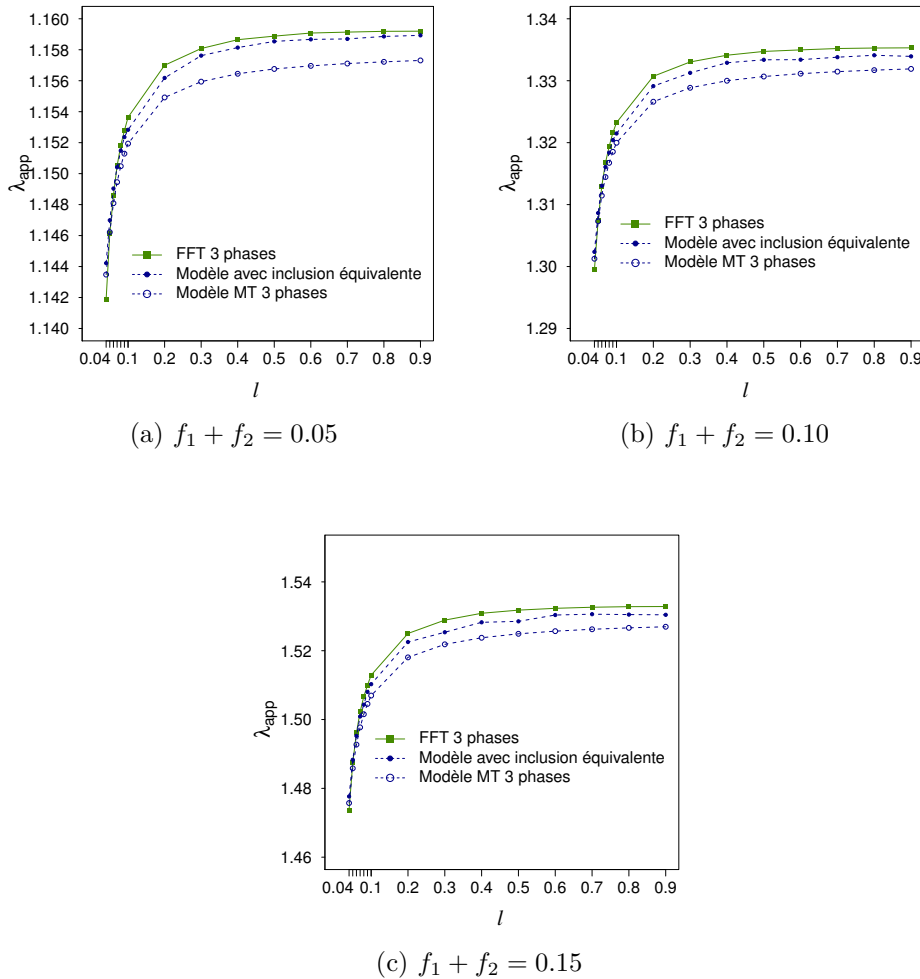 1.160
1.158
1.156
1.154
1.152
1.150
1.148
1.146
1.144
1.142
1.140
λapp
FFT 3 phases
Modèle avec inclusion équivalente
Modèle MT 3 phases
0.04 0.1 0.2 0.3 0.4 0.5 0.6 0.7 0.8 0.9
l
(a) f1 + f2 = 0.05
1.34
1.33
1.32
1.31
1.30
1.29
λapp
FFT 3 phases
Modèle avec inclusion équivalente
Modèle MT 3 phases
0.04 0.1 0.2 0.3 0.4 0.5 0.6 0.7 0.8 0.9
l
(b) f1 + f2 = 0.10
1.54
1.52
1.50
1.48
1.46
λapp
FFT 3 phases
Modèle avec inclusion équivalente
Modèle MT 3 phases
0.04 0.1 0.2 0.3 0.4 0.5 0.6 0.7 0.8 0.9
l
(c) f1 + f2 = 0.15